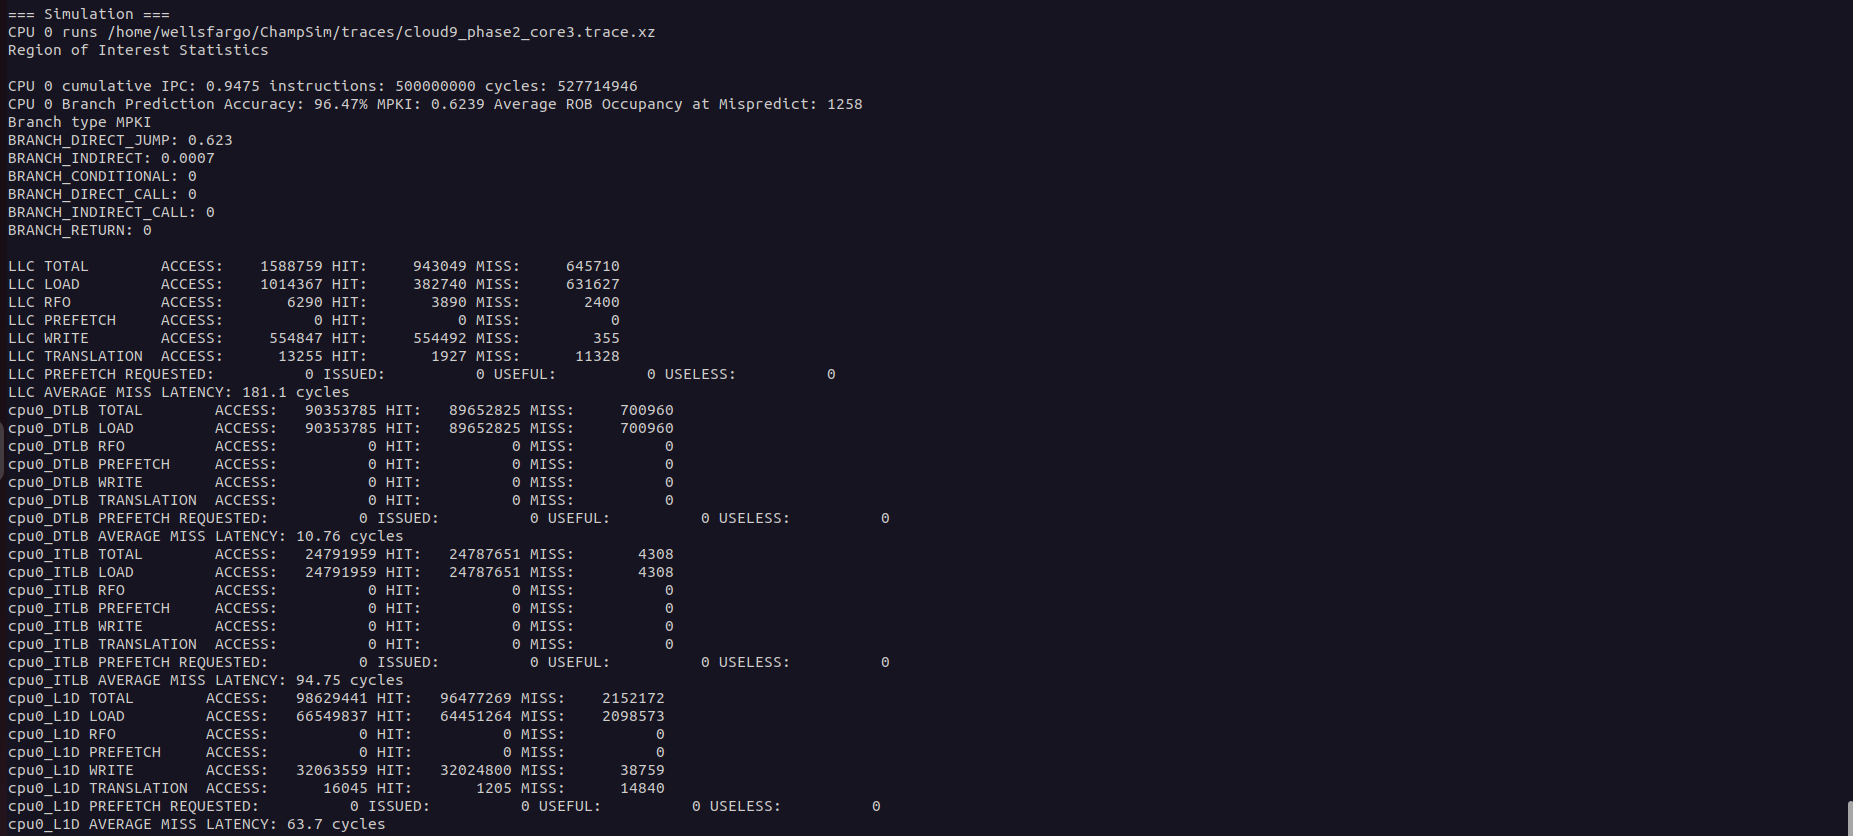 === Simulation ===
CPU 0 runs /home/wellsfargo/ChampSim/traces/cloud9_phase2_core3.trace.xz
Region of Interest Statistics

CPU 0 cumulative IPC: 0.9475 instructions: 500000000 cycles: 527714946
CPU 0 Branch Prediction Accuracy: 96.47% MPKI: 0.6239 Average ROB Occupancy at Mispredict: 1258
Branch type MPKI
BRANCH_DIRECT_JUMP: 0.623
BRANCH_INDIRECT: 0.0007
BRANCH_CONDITIONAL: 0
BRANCH_DIRECT_CALL: 0
BRANCH_INDIRECT_CALL: 0
BRANCH_RETURN: 0

LLC TOTAL        ACCESS:    1588759 HIT:     943049 MISS:     645710
LLC LOAD         ACCESS:    1014367 HIT:     382740 MISS:     631627
LLC RFO          ACCESS:       6290 HIT:       3890 MISS:       2400
LLC PREFETCH     ACCESS:          0 HIT:          0 MISS:          0
LLC WRITE        ACCESS:     554847 HIT:     554492 MISS:        355
LLC TRANSLATION  ACCESS:      13255 HIT:       1927 MISS:      11328
LLC PREFETCH REQUESTED:          0 ISSUED:          0 USEFUL:          0 USELESS:          0
LLC AVERAGE MISS LATENCY: 181.1 cycles
cpu0_DTLB TOTAL        ACCESS:   90353785 HIT:   89652825 MISS:     700960
cpu0_DTLB LOAD         ACCESS:   90353785 HIT:   89652825 MISS:     700960
cpu0_DTLB RFO          ACCESS:          0 HIT:          0 MISS:          0
cpu0_DTLB PREFETCH     ACCESS:          0 HIT:          0 MISS:          0
cpu0_DTLB WRITE        ACCESS:          0 HIT:          0 MISS:          0
cpu0_DTLB TRANSLATION  ACCESS:          0 HIT:          0 MISS:          0
cpu0_DTLB PREFETCH REQUESTED:          0 ISSUED:          0 USEFUL:          0 USELESS:          0
cpu0_DTLB AVERAGE MISS LATENCY: 10.76 cycles
cpu0_ITLB TOTAL        ACCESS:   24791959 HIT:   24787651 MISS:       4308
cpu0_ITLB LOAD         ACCESS:   24791959 HIT:   24787651 MISS:       4308
cpu0_ITLB RFO          ACCESS:          0 HIT:          0 MISS:          0
cpu0_ITLB PREFETCH     ACCESS:          0 HIT:          0 MISS:          0
cpu0_ITLB WRITE        ACCESS:          0 HIT:          0 MISS:          0
cpu0_ITLB TRANSLATION  ACCESS:          0 HIT:          0 MISS:          0
cpu0_ITLB PREFETCH REQUESTED:          0 ISSUED:          0 USEFUL:          0 USELESS:          0
cpu0_ITLB AVERAGE MISS LATENCY: 94.75 cycles
cpu0_L1D TOTAL        ACCESS:   98629441 HIT:   96477269 MISS:    2152172
cpu0_L1D LOAD         ACCESS:   66549837 HIT:   64451264 MISS:    2098573
cpu0_L1D RFO          ACCESS:          0 HIT:          0 MISS:          0
cpu0_L1D PREFETCH     ACCESS:          0 HIT:          0 MISS:          0
cpu0_L1D WRITE        ACCESS:   32063559 HIT:   32024800 MISS:      38759
cpu0_L1D TRANSLATION  ACCESS:      16045 HIT:       1205 MISS:      14840
cpu0_L1D PREFETCH REQUESTED:          0 ISSUED:          0 USEFUL:          0 USELESS:          0
cpu0_L1D AVERAGE MISS LATENCY: 63.7 cycles